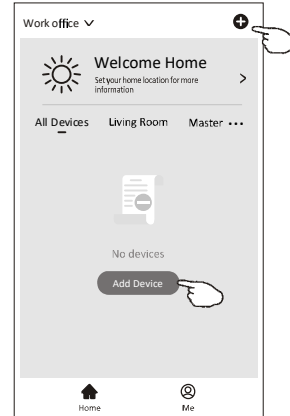 Work office
Welcome Home
Set your home location for more
information
All Devices Living Room Master
No devices
Add Device
Home Me